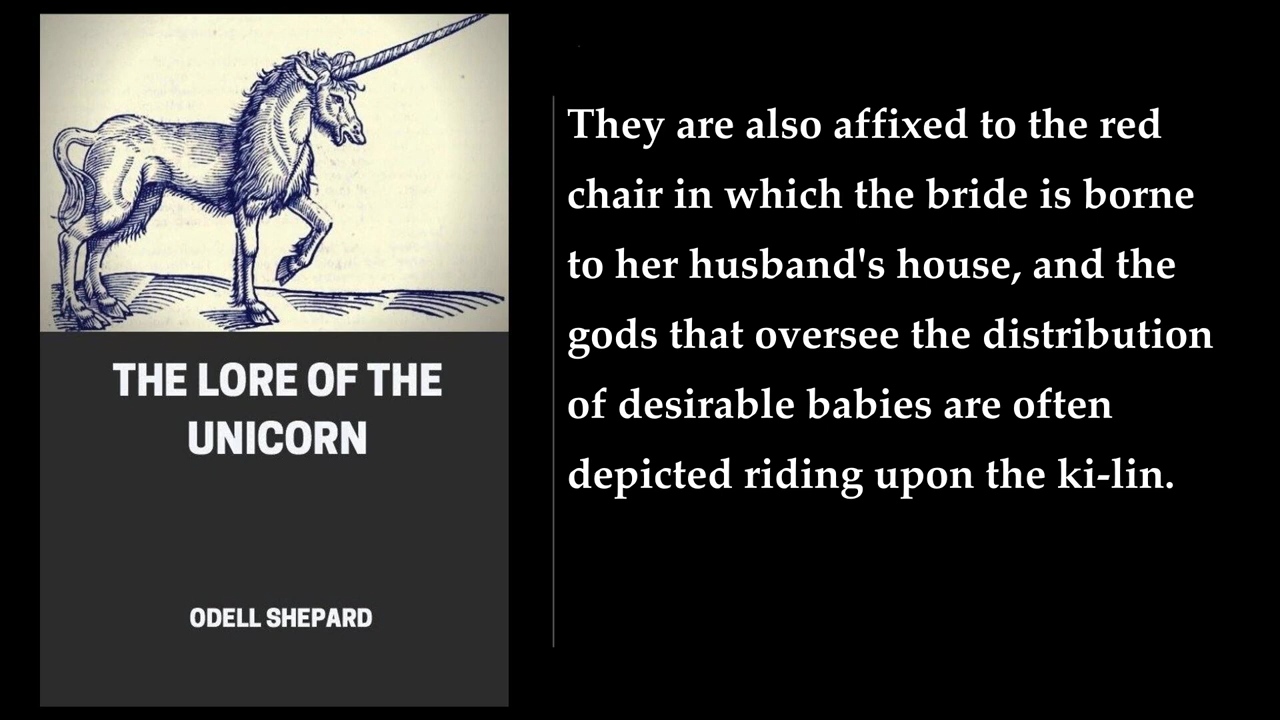 THE LORE OF THE
UNICORN
ODELL SHEPARD
They are also affixed to the red
chair in which the bride is borne
to her husband's house, and the
gods that oversee the distribution
of desirable babies are often
depicted riding upon the ki-lin.